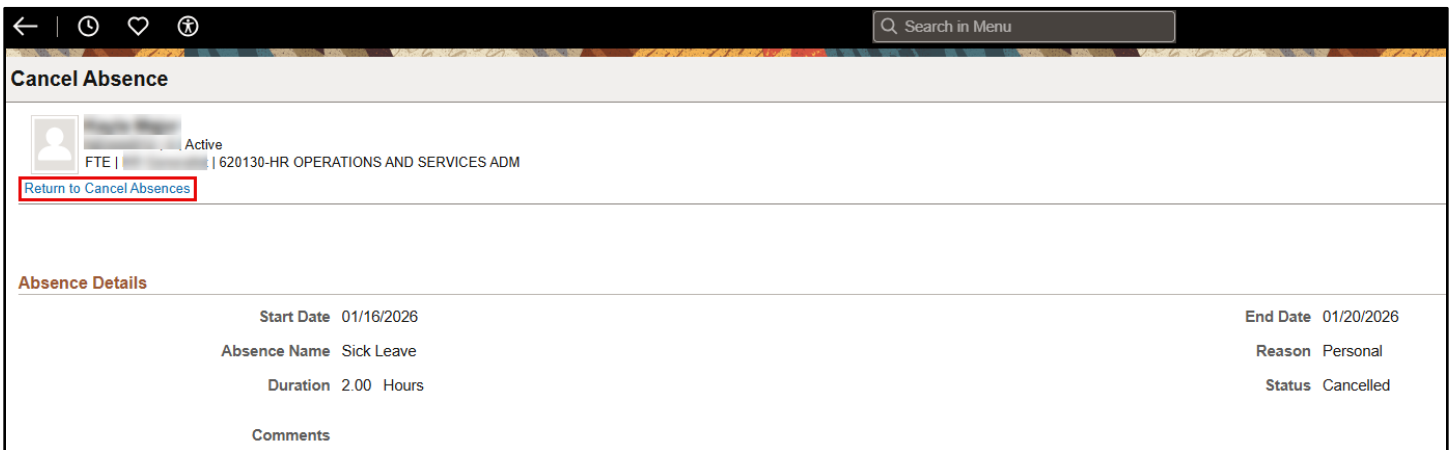 Search in Menu
Cancel Absence
Active
FTE | | 620130-HR OPERATIONS AND SERVICES ADM
Return to Cancel Absences
Absence Details
Start Date 01/16/2026 End Date 01/20/2026
Absence Name Sick Leave Reason Personal
Duration 2.00 Hours Status Cancelled
Comments